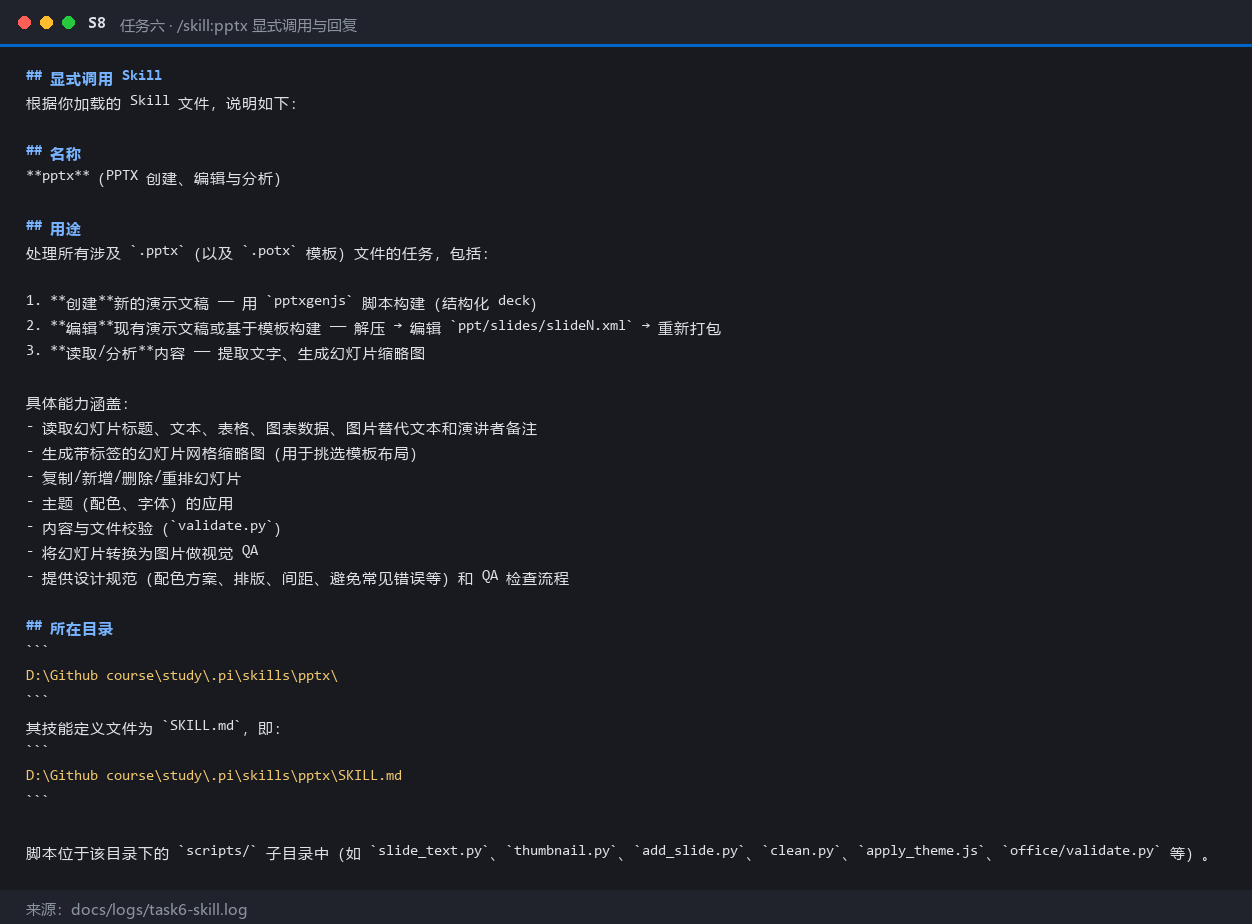 S8 任务六 · /skill:pptx 显式调用与回复
## 显式调用 Skill
根据你加载的 Skill 文件，说明如下：
## 名称
**pptx**（PPTX 创建、编辑与分析）
## 用途
处理所有涉及 `.pptx`（以及 `.potx` 模板）文件的任务，包括：
1. **创建**新的演示文稿 —— 用 `pptxgenjs` 脚本构建（结构化 deck）
2. **编辑**现有演示文稿或基于模板构建 —— 解压 → 编辑 `ppt/slides/slideN.xml` → 重新打包
3. **读取/分析**内容 —— 提取文字、生成幻灯片缩略图
具体能力涵盖：
- 读取幻灯片标题、文本、表格、图表数据、图片替代文本和演讲者备注
- 生成带标签的幻灯片网格缩略图（用于挑选模板布局）
- 复制/新增/删除/重排幻灯片
- 主题（配色、字体）的应用
- 内容与文件校验（`validate.py`）
- 将幻灯片转换为图片做视觉 QA
- 提供设计规范（配色方案、排版、间距、避免常见错误等）和 QA 检查流程
## 所在目录
```
D:\Github course\study\.pi\skills\pptx\
```
其技能定义文件为 `SKILL.md`，即：
```
D:\Github course\study\.pi\skills\pptx\SKILL.md
```
脚本位于该目录下的 `scripts/` 子目录中（如 `slide_text.py`、`thumbnail.py`、`add_slide.py`、`clean.py`、`apply_theme.js`、`office/validate.py` 等）。
来源：docs/logs/task6-skill.log